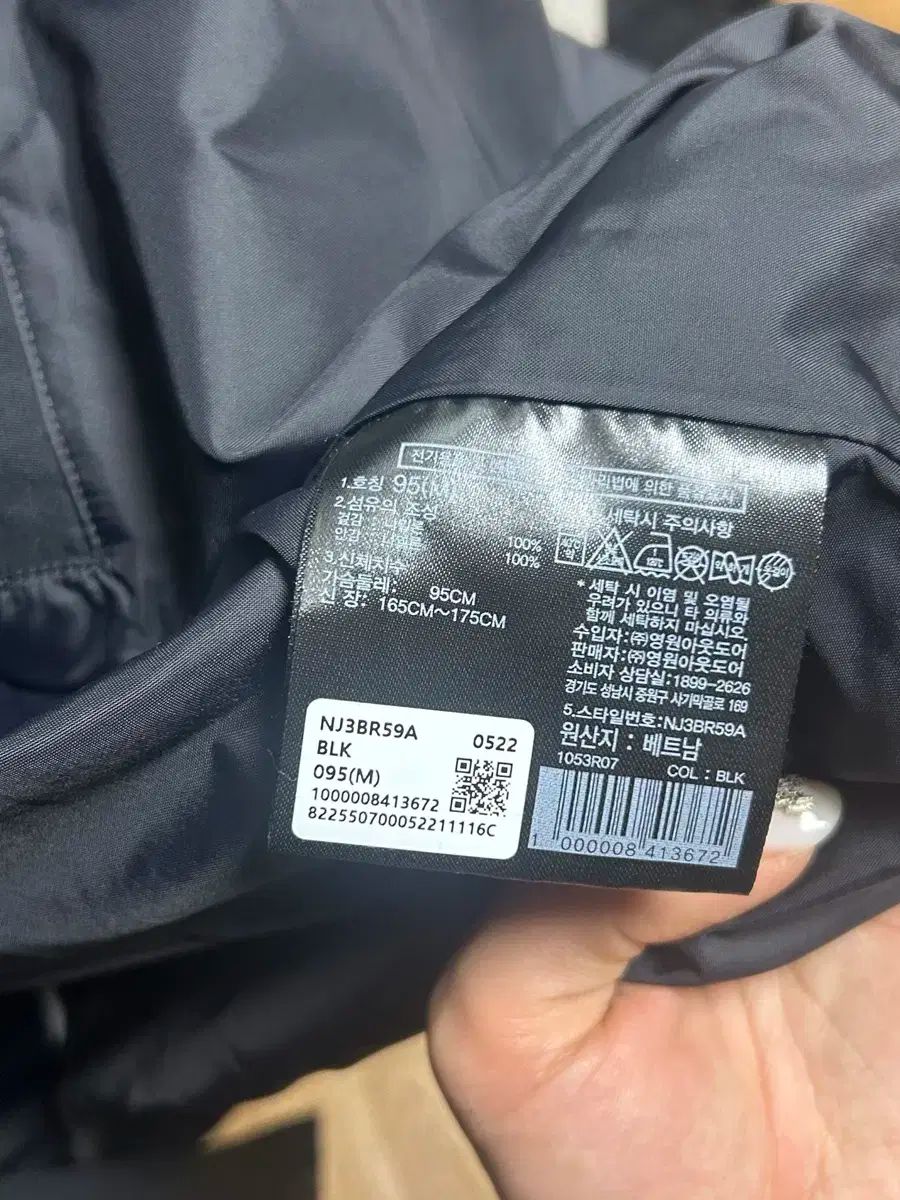 1.호칭 95(M)
2.섬유의 조성
겉감 : 100%
안감 : 100%
3.신체치수
가슴둘레: 95CM
신 장: 165CM~175CM
NJ3BR59A 0522
BLK
095(M)
1000008413672
822550700052211116C
세탁시 주의사항
* 세탁 시 이염 및 오염될
우려가 있으니 타 의류와
함께 세탁하지 마십시오.
수입자:㈜영원아웃도어
판매자:㈜영원아웃도어
소비자 상담실:1899-2626
경기도 성남시 중원구 사기막골로 169
5.스타일번호:NJ3BR59A
원산지 : 베트남
1053R07 COL : BLK
1 000008 413672